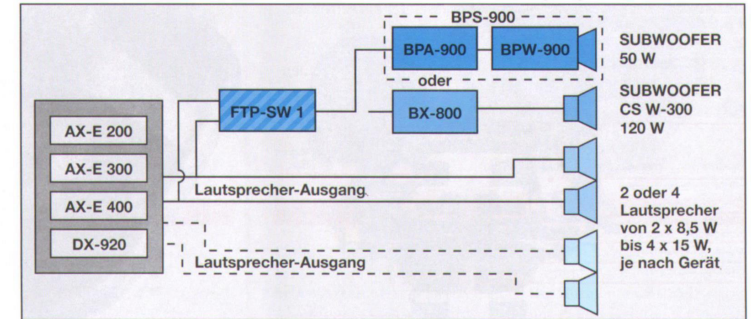 BPS-900
BPA-900
BPW-900
SUBWOOFER
50 W
oder
FTP-SW 1
BX-800
SUBWOOFER
CS W-300
120 W
AX-E 200
AX-E 300
AX-E 400
DX-920
Lautsprecher-Ausgang
Lautsprecher-Ausgang
2 oder 4
Lautsprecher
von 2 x 8,5 W
bis 4 x 15 W,
je nach Gerät